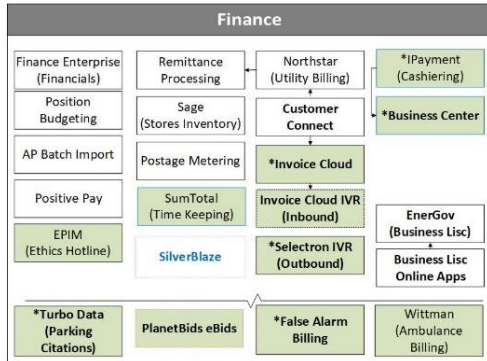 Finance
Finance Enterprise
(Financials)
Position
Budgeting
AP Batch Import
Positive Pay
EPIM
(Ethics Hotline)
Remittance
Processing
Sage
(Stores Inventory)
Postage Metering
SumTotal
(Time Keeping)
SilverBlaze
Northstar
(Utility Billing)
Customer
Connect
*Invoice Cloud
Invoice Cloud IVR
(Inbound)
*Selectron IVR
(Outbound)
*IPayment
(Cashiering)
*Business Center
EnerGov
(Business Lisc)
Business Lisc
Online Apps
*Turbo Data
(Parking
Citations)
PlanetBids eBids
*False Alarm
Billing
Wittman
(Ambulance
Billing)